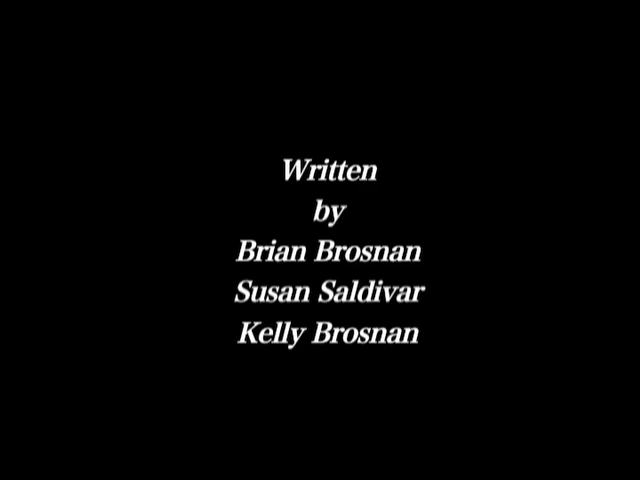 Written
by
Brian Brosnan
Susan Saldivar
Kelly Brosnan